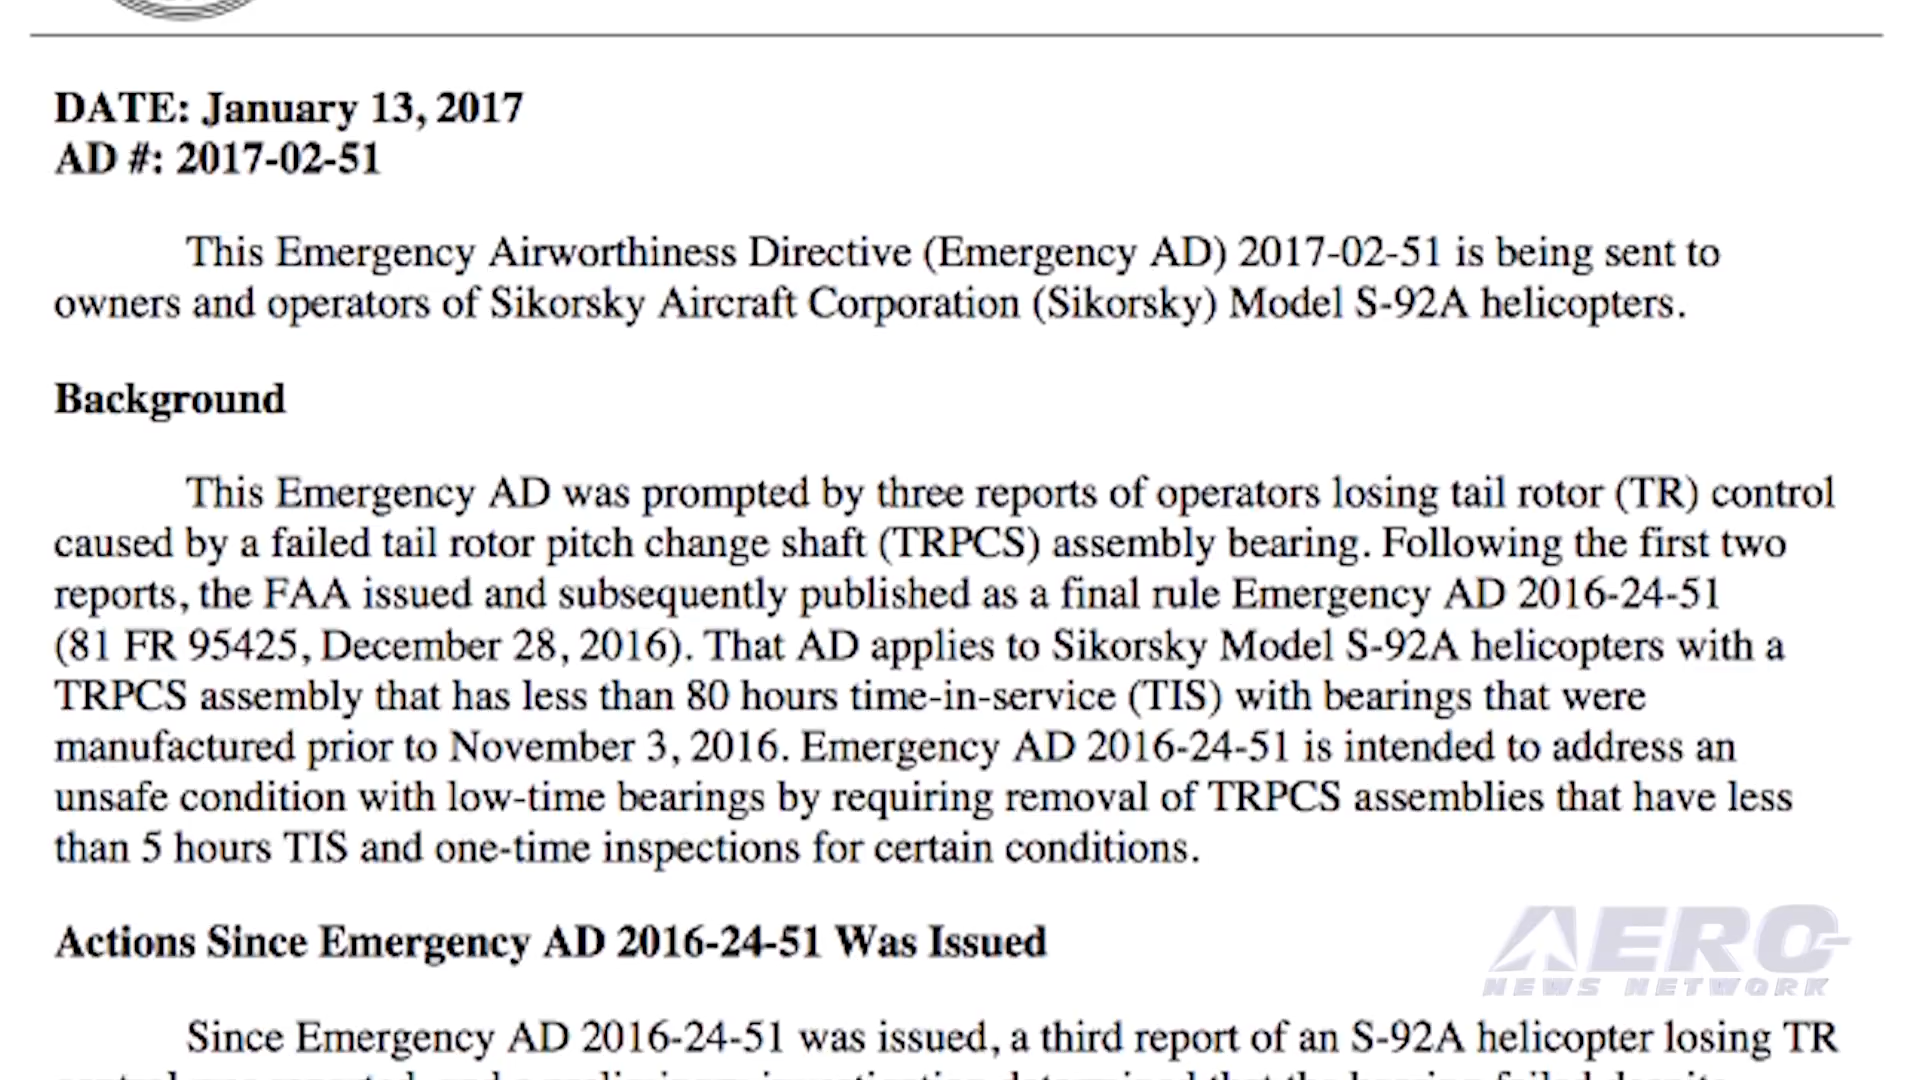 DATE: January 13, 2017
AD #: 2017-02-51
This Emergency Airworthiness Directive (Emergency AD) 2017-02-51 is being sent to
owners and operators of Sikorsky Aircraft Corporation (Sikorsky) Model S-92A helicopters.
Background
This Emergency AD was prompted by three reports of operators losing tail rotor (TR) control
caused by a failed tail rotor pitch change shaft (TRPCS) assembly bearing. Following the first two
reports, the FAA issued and subsequently published as a final rule Emergency AD 2016-24-51
(81 FR 95425, December 28, 2016). That AD applies to Sikorsky Model S-92A helicopters with a
TRPCS assembly that has less than 80 hours time-in-service (TIS) with bearings that were
manufactured prior to November 3, 2016. Emergency AD 2016-24-51 is intended to address an
unsafe condition with low-time bearings by requiring removal of TRPCS assemblies that have less
than 5 hours TIS and one-time inspections for certain conditions.
Actions Since Emergency AD 2016-24-51 Was Issued
AERO
NEWS NETWORK
Since Emergency AD 2016-24-51 was issued, a third report of an S-92A helicopter losing TR